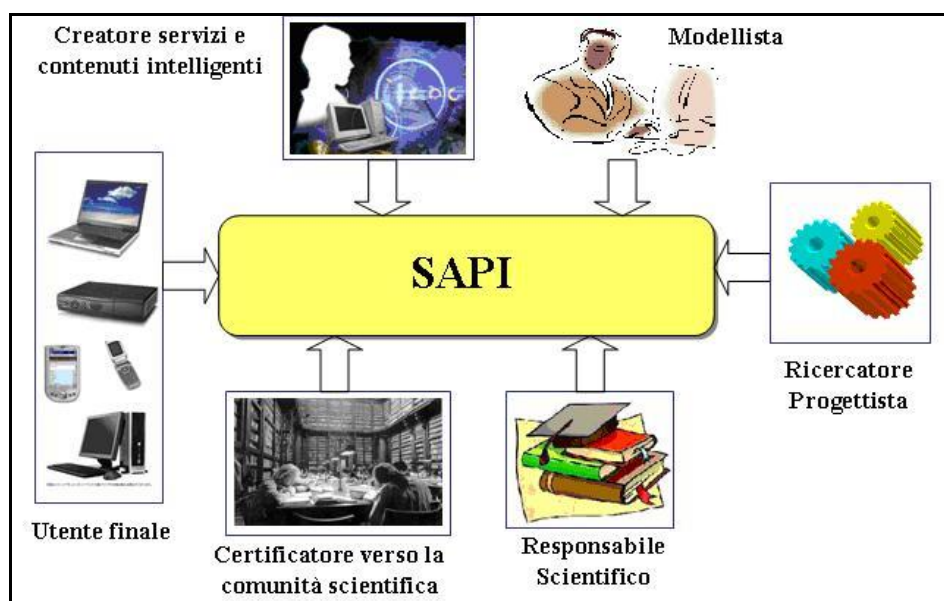 Creatore servizi e
contenuti intelligenti
Modellista
SAPI
Ricercatore
Progettista
Utente finale
Certificatore verso la
comunità scientifica
Responsabile
Scientifico